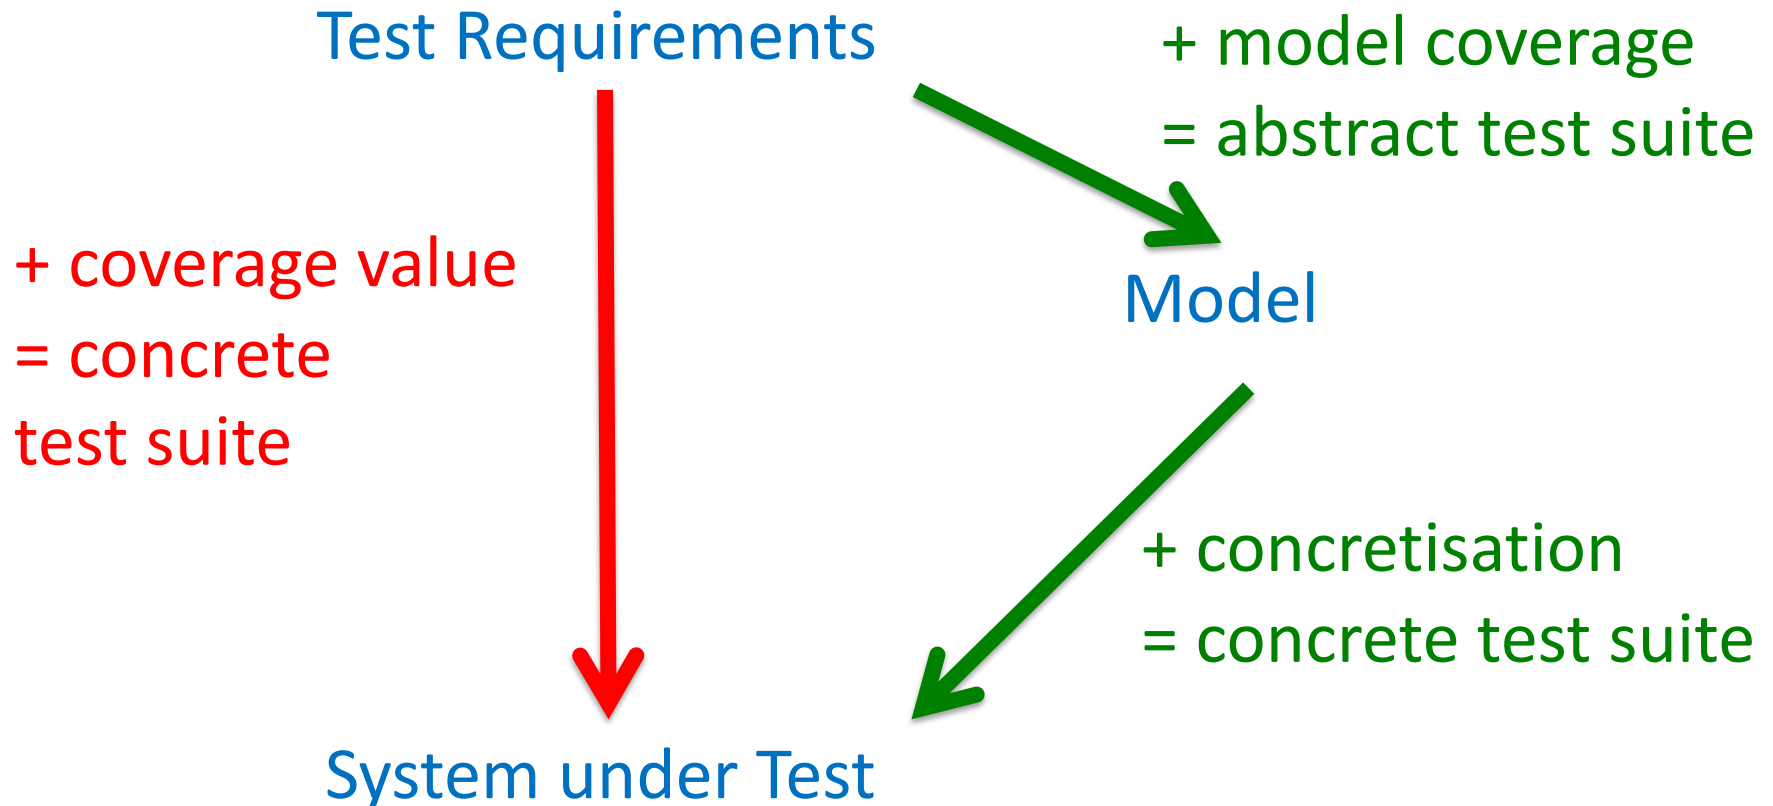 Test Requirements
+ model coverage
= abstract test suite
+ coverage value
= concrete
test suite
Model
+ concretisation
= concrete test suite
System under Test